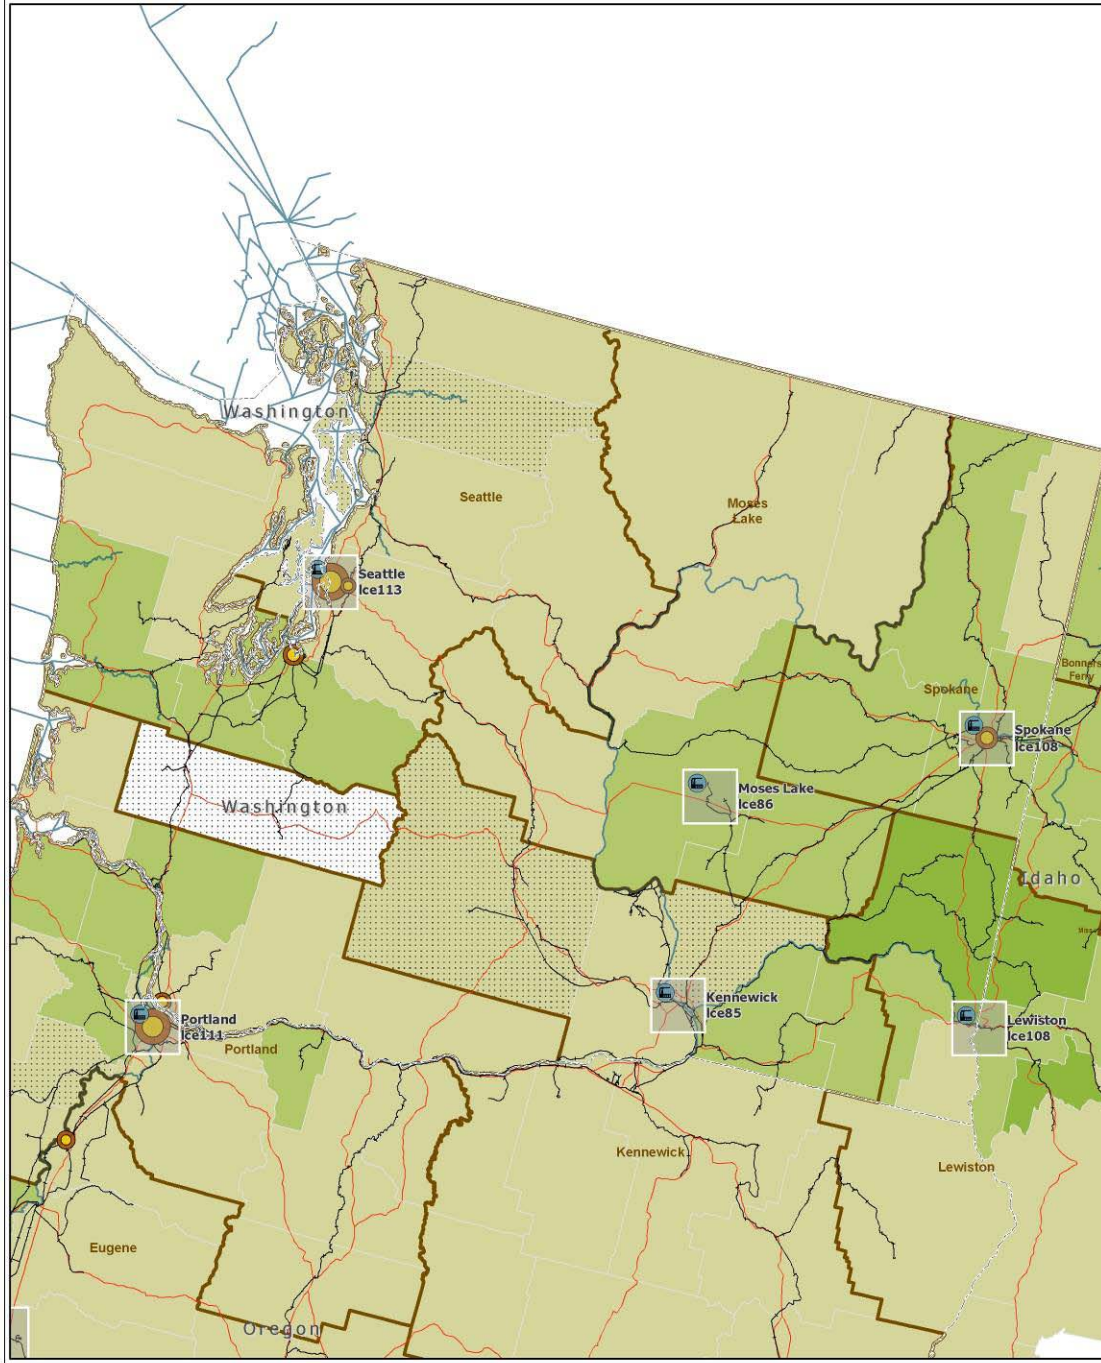 Washington
Seattle
Moses
Lake
Seattle
Ice113
Bonners
Ferry
Spokane
Spokane
Ice108
Moses Lake
Ice86
Washington
Idaho
Kennewick
Ice85
Portland
Ice111
Lewiston
Ice108
Portland
Kennewick
Lewiston
Eugene
Oregon